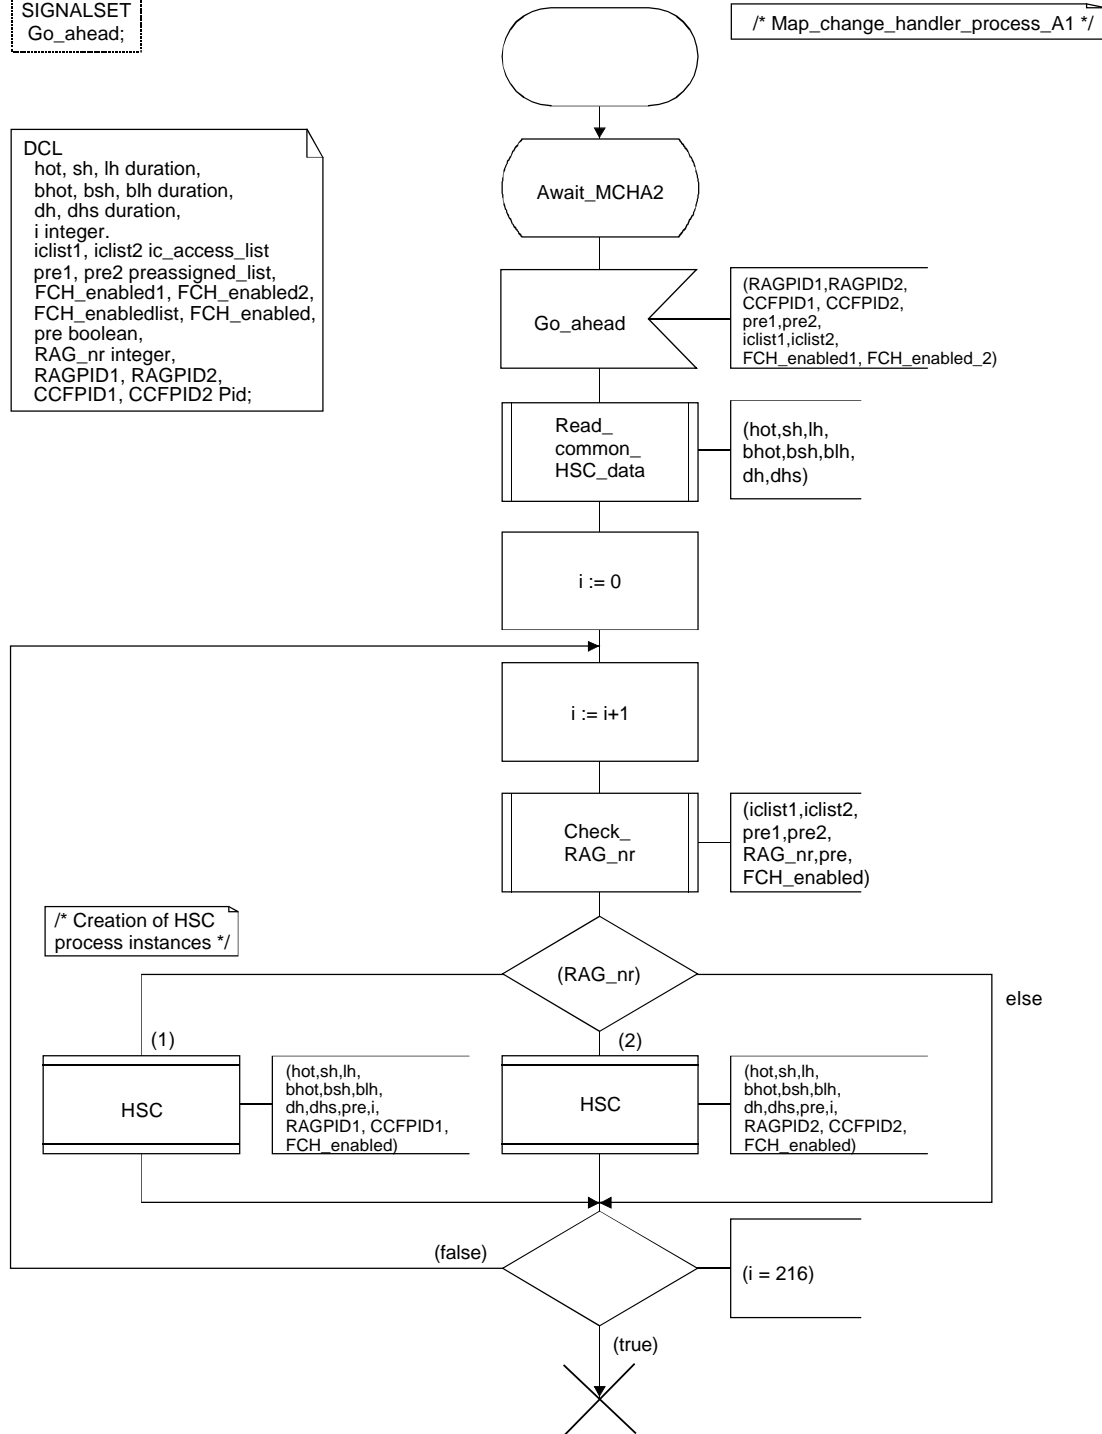 SIGNALSET
Go_ahead;
/* Map_change_handler_process_A1 */
DCL
hot, sh, lh duration,
bhot, bsh, blh duration,
dh, dhs duration,
i integer.
iclist1, iclist2 ic_access_list
pre1, pre2 preassigned_list,
FCH_enabled1, FCH_enabled2,
FCH_enabledlist, FCH_enabled,
pre boolean,
RAG_nr integer,
RAGPID1, RAGPID2,
CCFPID1, CCFPID2 Pid;
Await_MCHA2
Go_ahead
(RAGPID1,RAGPID2,
CCFPID1, CCFPID2,
pre1,pre2,
iclist1,iclist2,
FCH_enabled1, FCH_enabled_2)
Read_
common_
HSC_data
(hot,sh,lh,
bhot,bsh,blh,
dh,dhs)
i := 0
i := i+1
Check_
RAG_nr
(iclist1,iclist2,
pre1,pre2,
RAG_nr,pre,
FCH_enabled)
/* Creation of HSC
process instances */
(RAG_nr)
else
(1)
(2)
HSC
(hot,sh,lh,
bhot,bsh,blh,
dh,dhs,pre,i,
RAGPID1, CCFPID1,
FCH_enabled)
HSC
(hot,sh,lh,
bhot,bsh,blh,
dh,dhs,pre,i,
RAGPID2, CCFPID2,
FCH_enabled)
(false)
(i = 216)
(true)